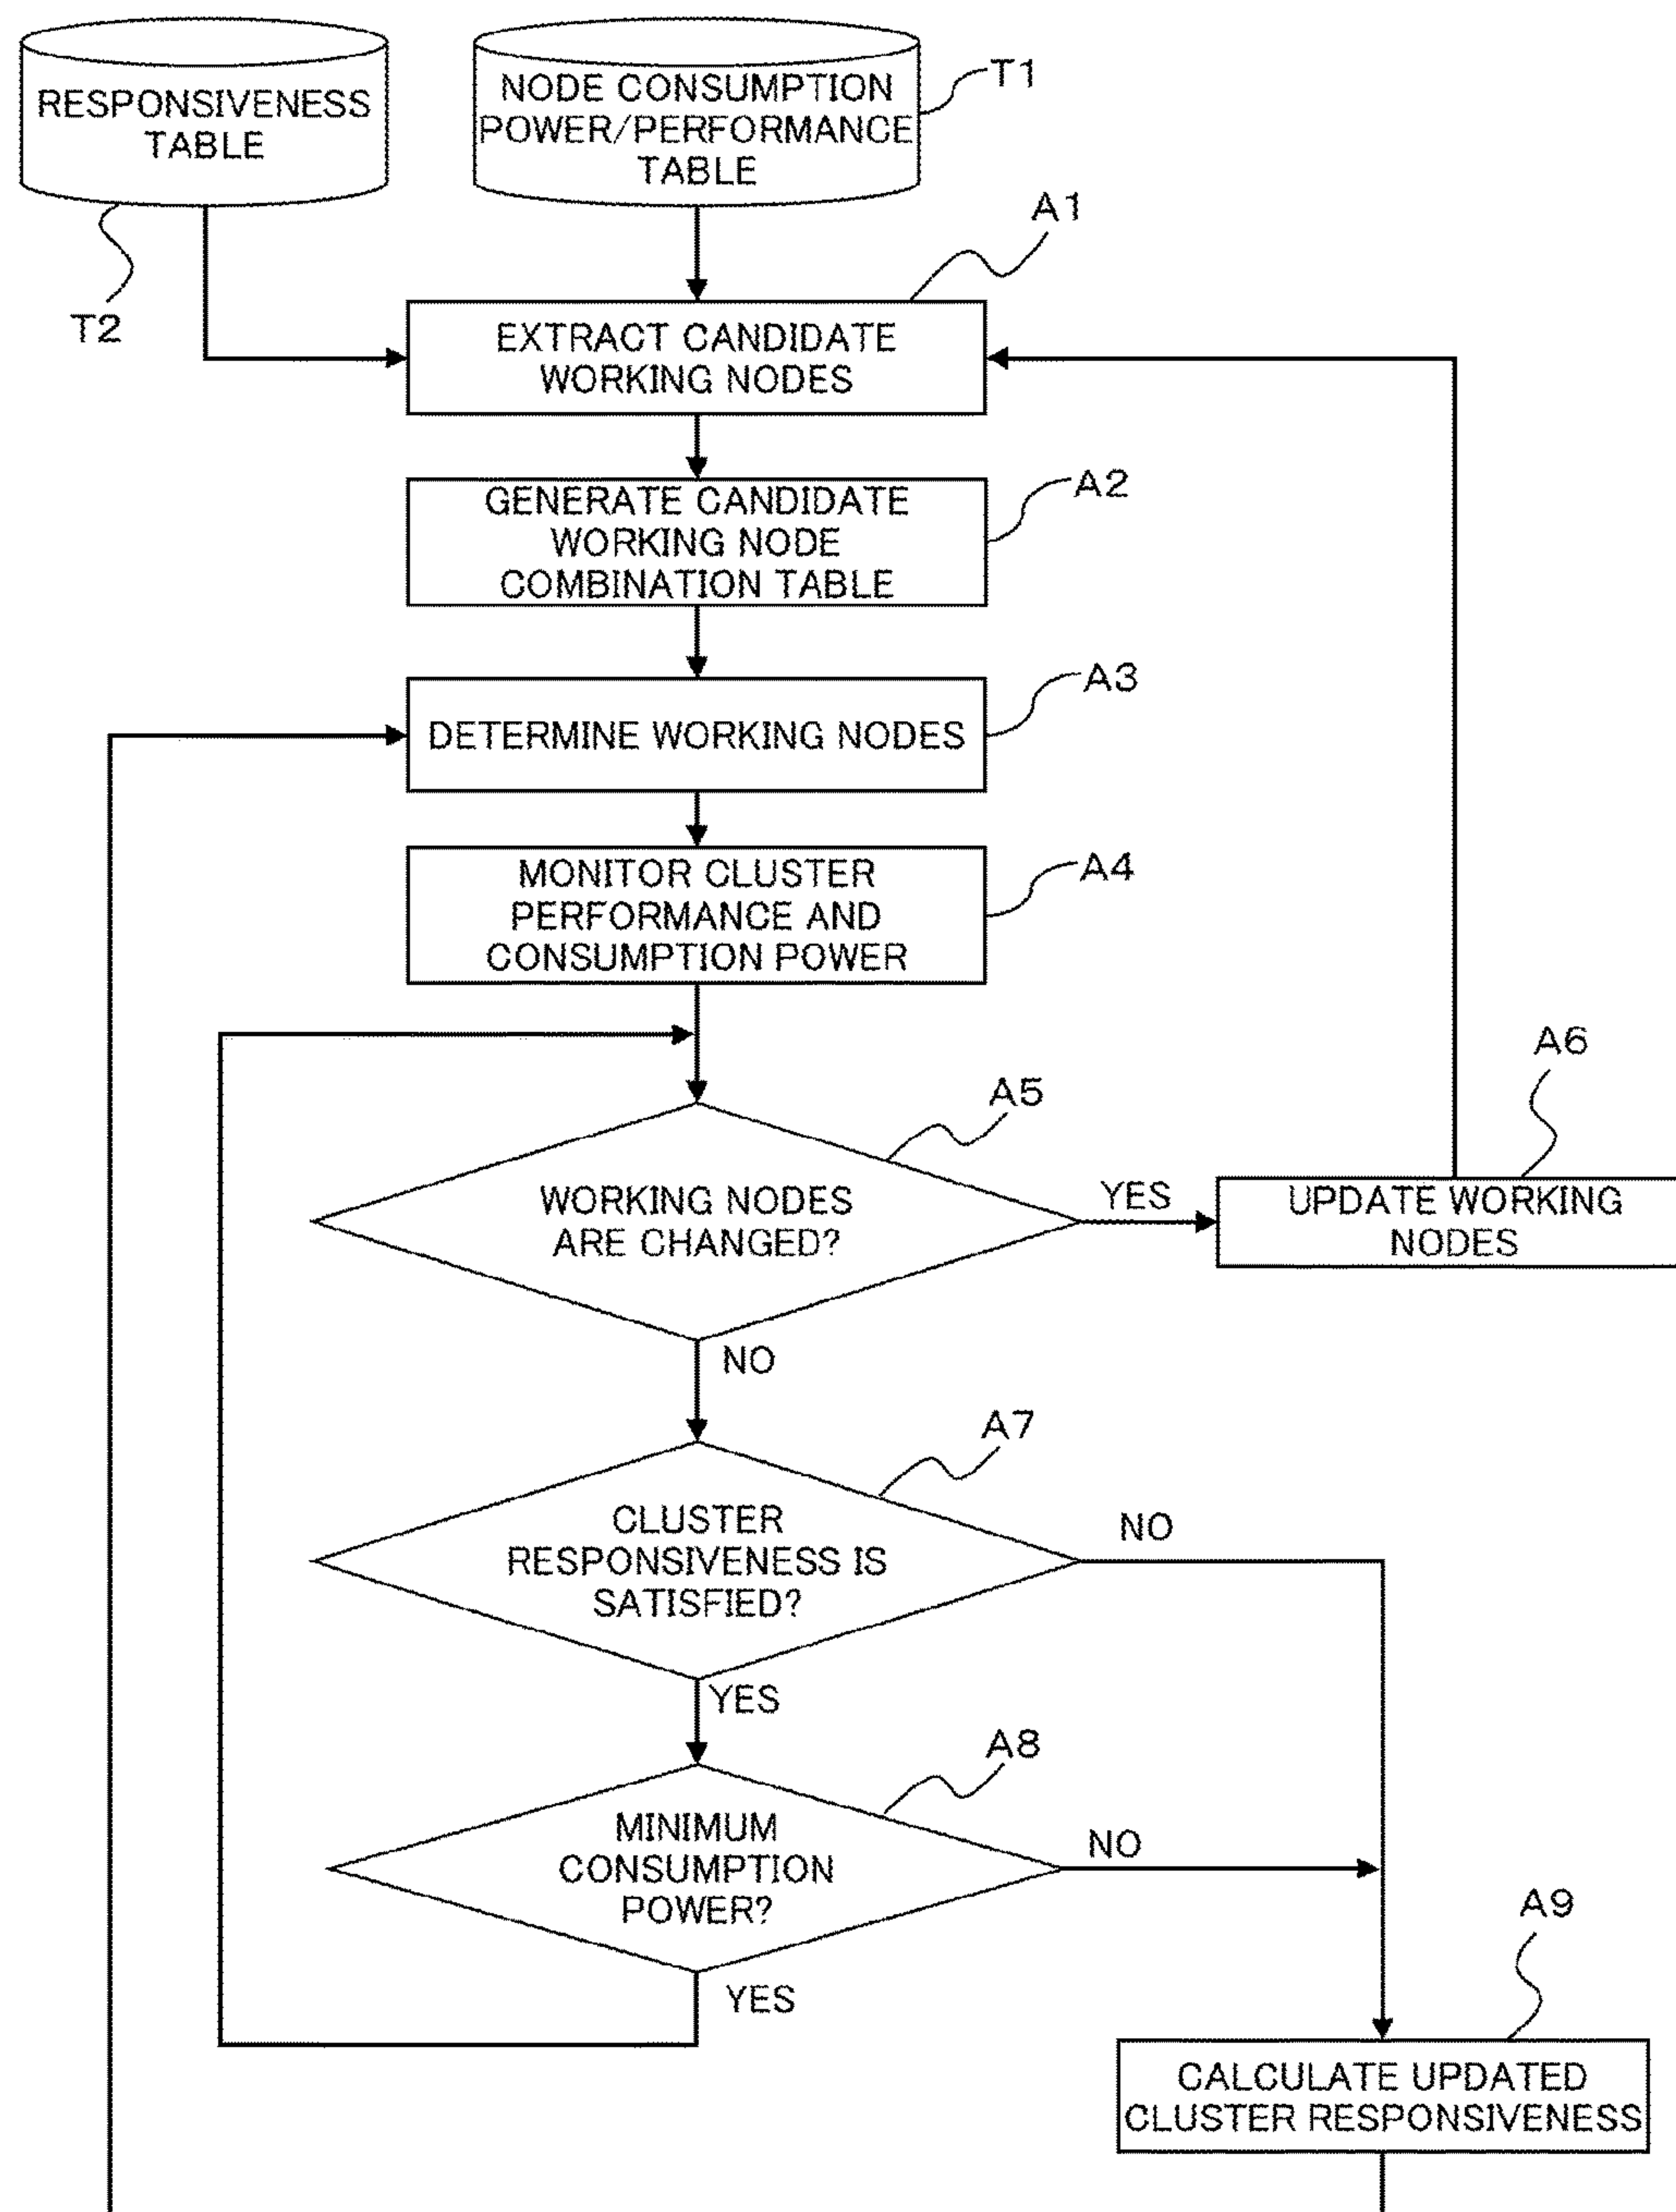 RESPONSIVENESS
TABLE
T2
NODE CONSUMPTION
POWER/PERFORMANCE
TABLE
T1
A1
EXTRACT CANDIDATE
WORKING NODES
A2
GENERATE CANDIDATE
WORKING NODE
COMBINATION TABLE
A3
DETERMINE WORKING NODES
A4
MONITOR CLUSTER
PERFORMANCE AND
CONSUMPTION POWER
A5
WORKING NODES
ARE CHANGED?
YES
A6
UPDATE WORKING
NODES
NO
A7
CLUSTER
RESPONSIVENESS IS
SATISFIED?
NO
YES
A8
MINIMUM
CONSUMPTION
POWER?
NO
YES
A9
CALCULATE UPDATED
CLUSTER RESPONSIVENESS